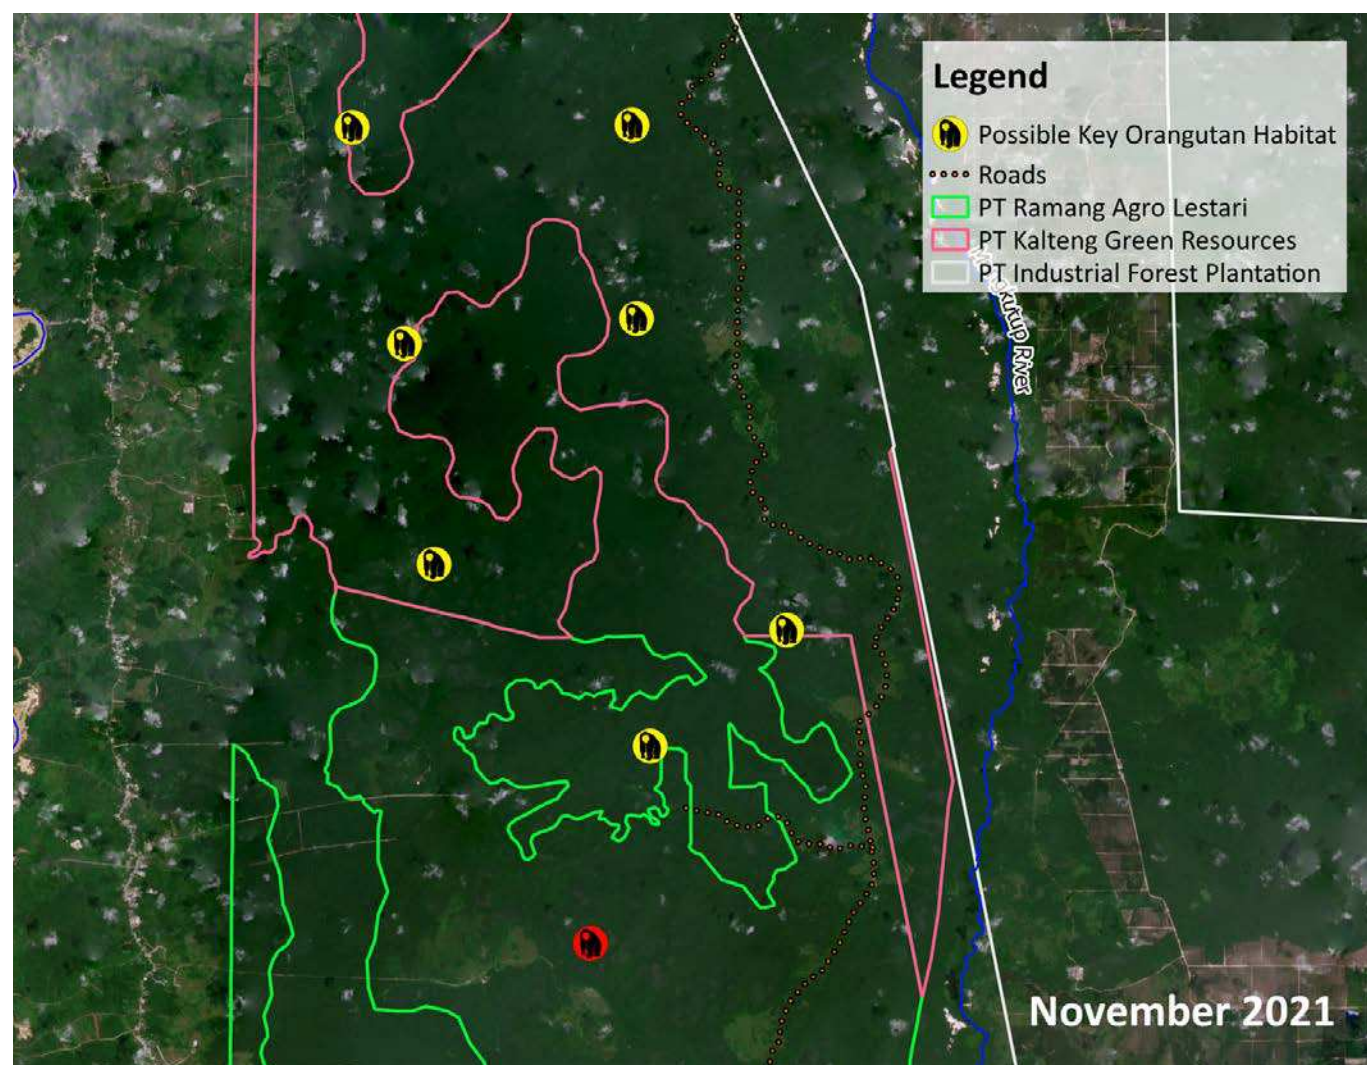 Legend
Possible Key Orangutan Habitat
Roads
PT Ramang Agro Lestari
PT Kalteng Green Resources
PT Industrial Forest Plantation
River
November 2021